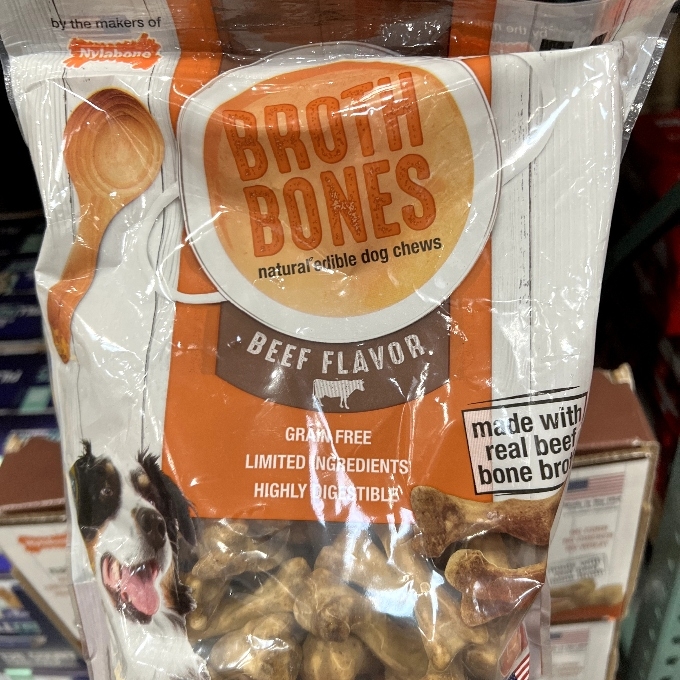 by the makers of
Nylabone
BROTH
BONES
natural edible dog chews
BEEF FLAVOR
GRAIN FREE
LIMITED INGREDIENTS
HIGHLY DIGESTIBLE
made with
real beef
bone bro